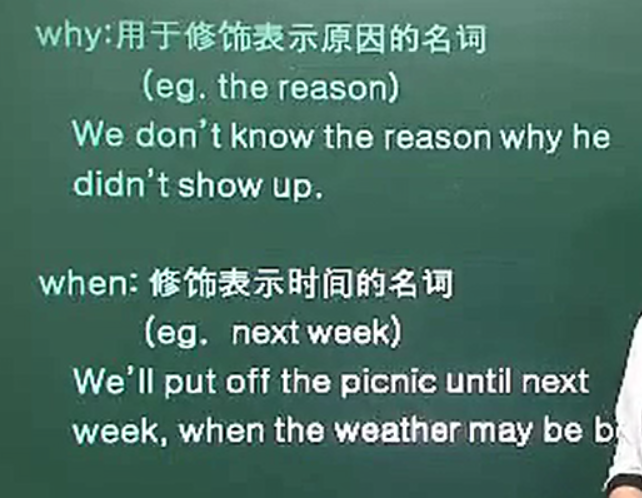 why:用于修饰表示原因的名词
(eg. the reason)
We don't know the reason why he
didn't show up.
when: 修饰表示时间的名词
(eg. next week)
We'll put off the picnic until next
week, when the weather may be